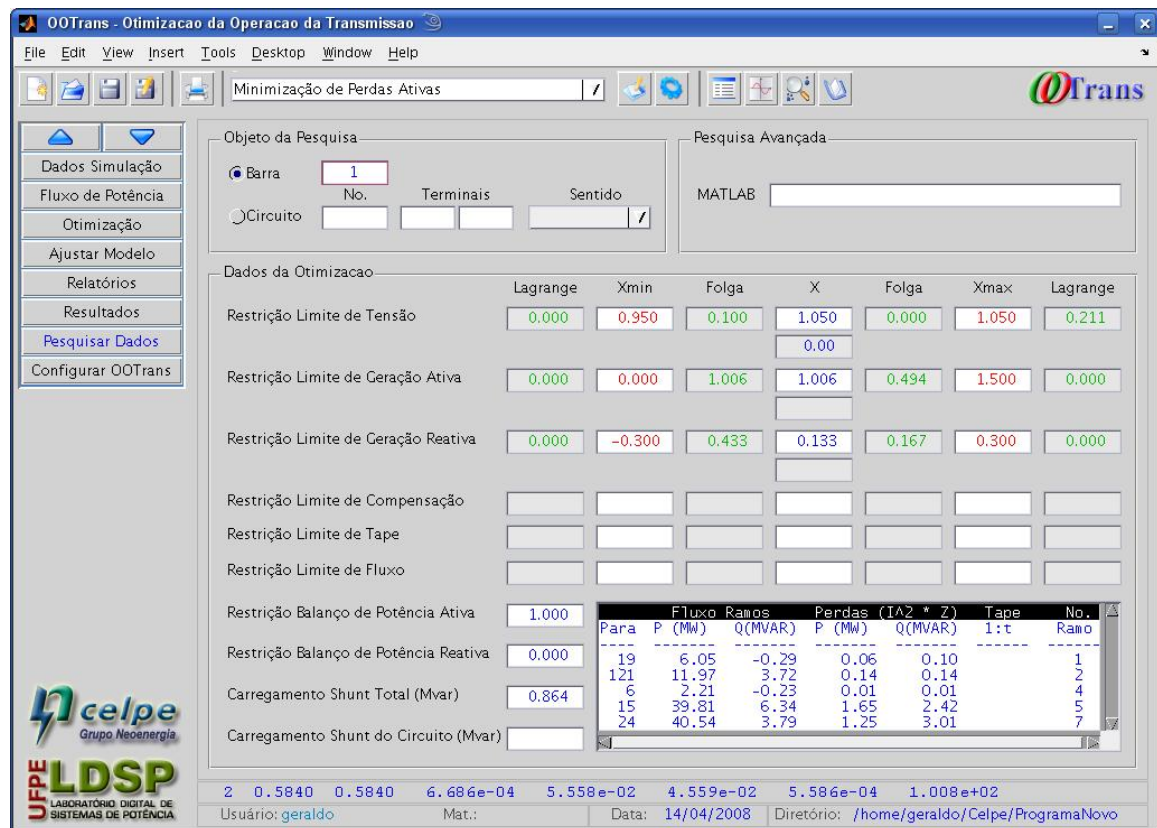 OOTrans - Otimizacao da Operacao da Transmissao
File Edit View Insert Tools Desktop Window Help
Minimização de Perdas Ativas
OOTrans
Dados Simulação
Fluxo de Potência
Otimização
Ajustar Modelo
Relatórios
Resultados
Pesquisar Dados
Configurar OOTrans
Objeto da Pesquisa
Barra 1
No. Terminais Sentido
Circuito
Pesquisa Avançada
MATLAB
Dados da Otimizacao
Lagrange Xmin Folga X Folga Xmax Lagrange
Restrição Limite de Tensão 0.000 0.950 0.100 1.050 0.000 1.050 0.211
0.00
Restrição Limite de Geração Ativa 0.000 0.000 1.006 1.006 0.494 1.500 0.000
Restrição Limite de Geração Reativa 0.000 -0.300 0.433 0.133 0.167 0.300 0.000
Restrição Limite de Compensação
Restrição Limite de Tape
Restrição Limite de Fluxo
Restrição Balanço de Potência Ativa 1.000
Restrição Balanço de Potência Reativa 0.000
Carregamento Shunt Total (Mvar) 0.864
Carregamento Shunt do Circuito (Mvar)
Fluxo Ramos Perdas (I^2 * Z) Tape No.
Para P (MW) Q(MVAR) P (MW) Q(MVAR) 1:t Ramo
---- ------- ------- ------- ------- ------ ------
19 6.05 -0.29 0.06 0.10 1
121 11.97 3.72 0.14 0.14 2
6 2.21 -0.23 0.01 0.01 4
15 39.81 6.34 1.65 2.42 5
24 40.54 3.79 1.25 3.01 7
celpe
Grupo Neoenergia
UFPE LDSP
LABORATÓRIO DIGITAL DE
SISTEMAS DE POTÊNCIA
2 0.5840 0.5840 6.686e-04 5.558e-02 4.559e-02 5.586e-04 1.008e+02
Usuário: geraldo Mat.: Data: 14/04/2008 Diretório: /home/geraldo/Celpe/ProgramaNovo